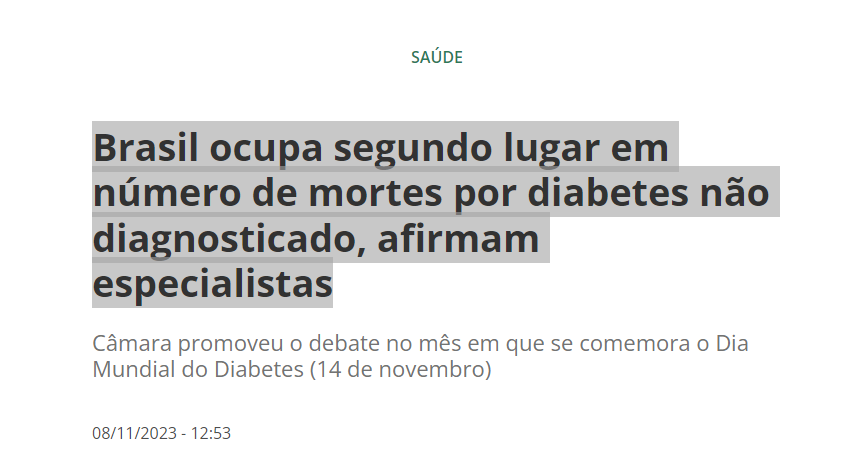 SAÚDE
Brasil ocupa segundo lugar em
número de mortes por diabetes não
diagnosticado, afirmam
especialistas
Câmara promoveu o debate no mês em que se comemora o Dia
Mundial do Diabetes (14 de novembro)
08/11/2023 - 12:53